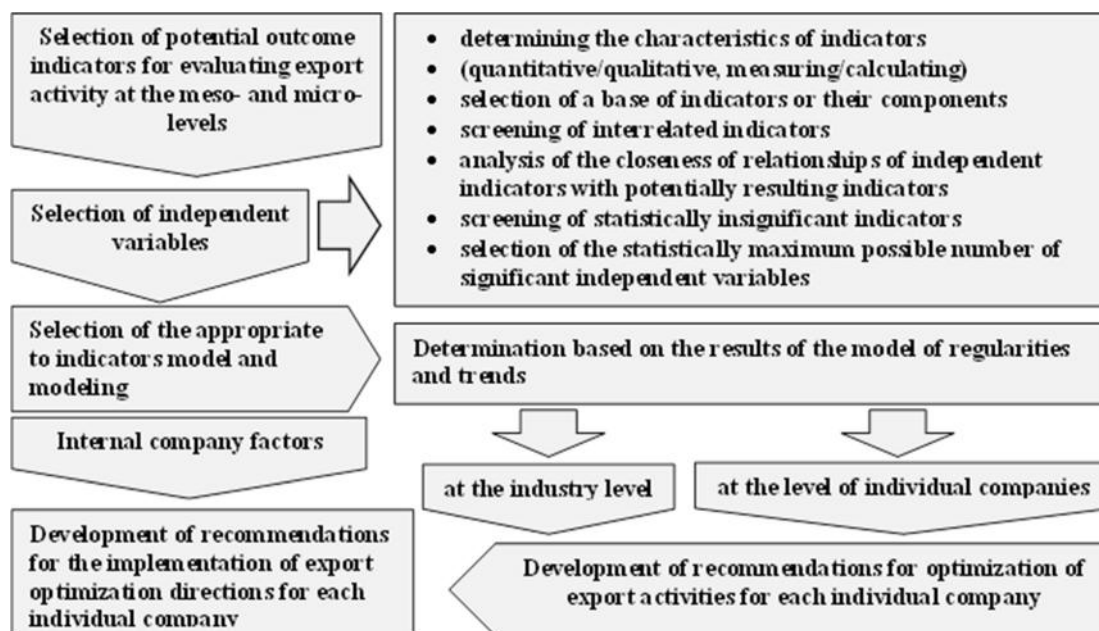 Selection of potential outcome
indicators for evaluating export
activity at the meso- and micro-
levels
• determining the characteristics of indicators
• (quantitative/qualitative, measuring/calculating)
• selection of a base of indicators or their components
• screening of interrelated indicators
• analysis of the closeness of relationships of independent
indicators with potentially resulting indicators
• screening of statistically insignificant indicators
• selection of the statistically maximum possible number of
significant independent variables
Selection of independent
variables
Selection of the appropriate
to indicators model and
modeling
Determination based on the results of the model of regularities
and trends
Internal company factors
at the industry level
at the level of individual companies
Development of recommendations
for the implementation of export
optimization directions for each
individual company
Development of recommendations for optimization of
export activities for each individual company